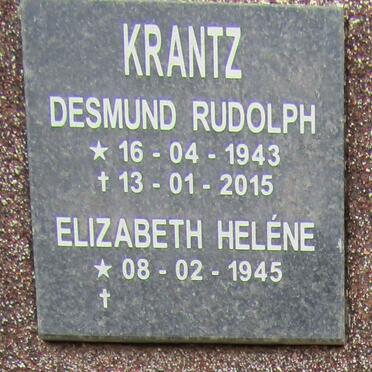 KRANTZ
DESMUND RUDOLPH
★ 16 - 04 - 1943
† 13 - 01 - 2015
ELIZABETH HELÉNE
★ 08 - 02 - 1945
†